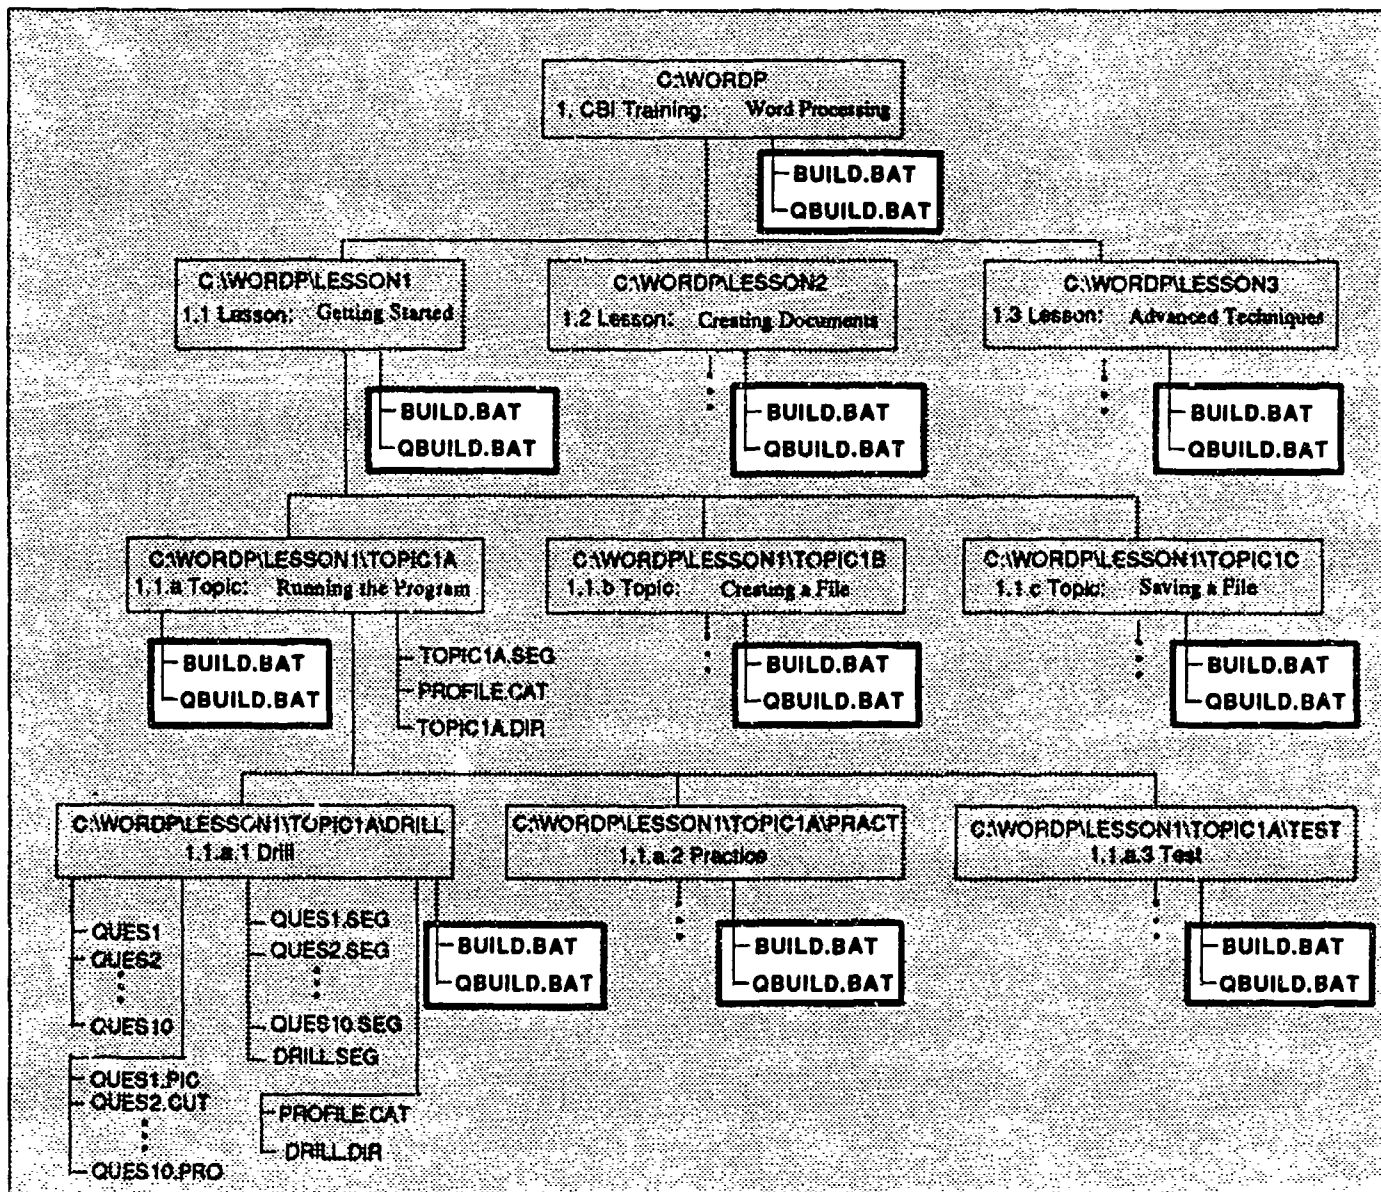 C:\WORDP
1. CBI Training: Word Processing
BUILD.BAT
QBUILD.BAT
C:\WORDP\LESSON1
1.1 Lesson: Getting Started
BUILD.BAT
QBUILD.BAT
C:\WORDP\LESSON2
1.2 Lesson: Creating Documents
BUILD.BAT
QBUILD.BAT
C:\WORDP\LESSON3
1.3 Lesson: Advanced Techniques
BUILD.BAT
QBUILD.BAT
C:\WORDP\LESSON1\TOPIC1A
1.1.a Topic: Running the Program
BUILD.BAT
QBUILD.BAT
TOPIC1A.SEG
PROFILE.CAT
TOPIC1A.DIR
C:\WORDP\LESSON1\TOPIC1B
1.1.b Topic: Creating a File
BUILD.BAT
QBUILD.BAT
C:\WORDP\LESSON1\TOPIC1C
1.1.c Topic: Saving a File
BUILD.BAT
QBUILD.BAT
C:\WORDP\LESSON1\TOPIC1A\DRILL
1.1.a.1 Drill
QUES1
QUES2
QUES10
QUES1.PIC
QUES2.CUT
QUES10.PRO
QUES1.SEG
QUES2.SEG
QUES10.SEG
DRILL.SEG
PROFILE.CAT
DRILL.DIR
BUILD.BAT
QBUILD.BAT
C:\WORDP\LESSON1\TOPIC1A\PRACT
1.1.a.2 Practice
BUILD.BAT
QBUILD.BAT
C:\WORDP\LESSON1\TOPIC1A\TEST
1.1.a.3 Test
BUILD.BAT
QBUILD.BAT